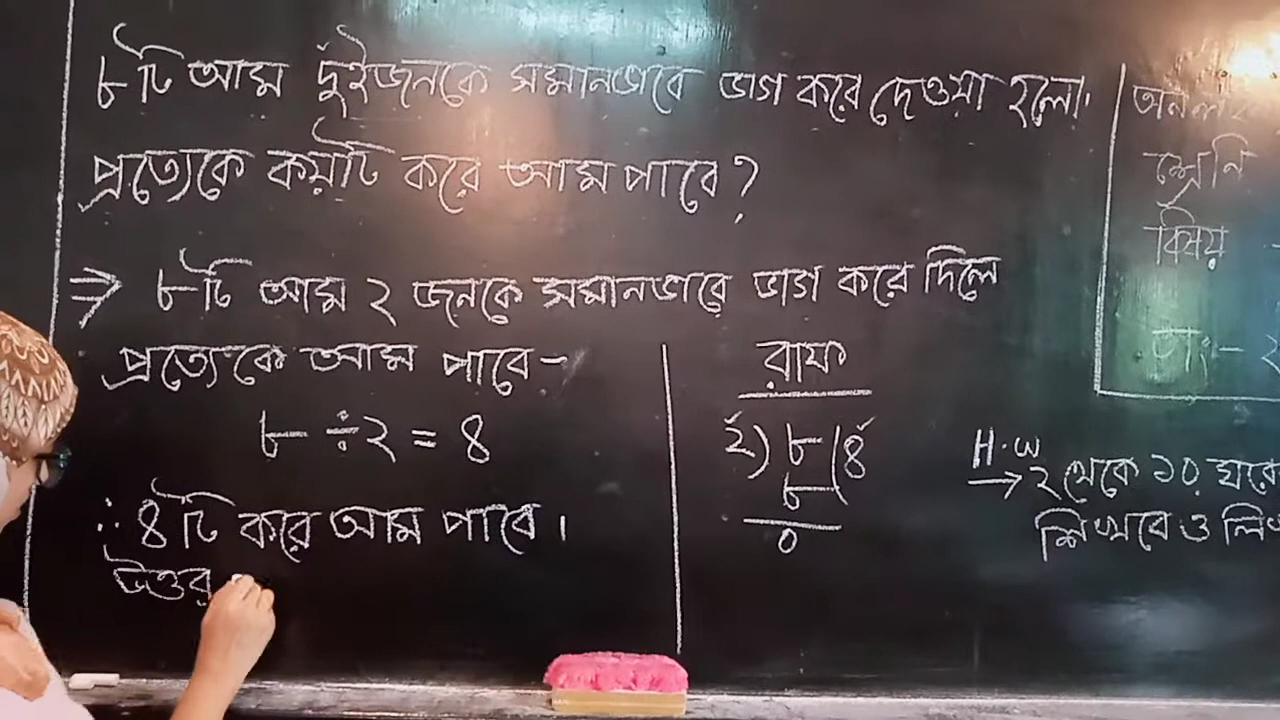 ৮টি আম দুঁইজনকে সমানভাবে ভাগ করে দেওয়া হলো।
প্রত্যেকে কয়টি করে আম পাবে?
⇒ ৮টি আম ২ জনকে সমানভাবে ভাগ করে দিলে
প্রত্যেকে আম পাবে-
৮ ÷ ২ = ৪
∴ ৪টি করে আম পাবে।
উত্তর
রাফ
২) ৮ (৪
৮
০
শ্রেনি
বিষয়
H.W
→ ২ থেকে ১০ ঘরে
শিখবে ও